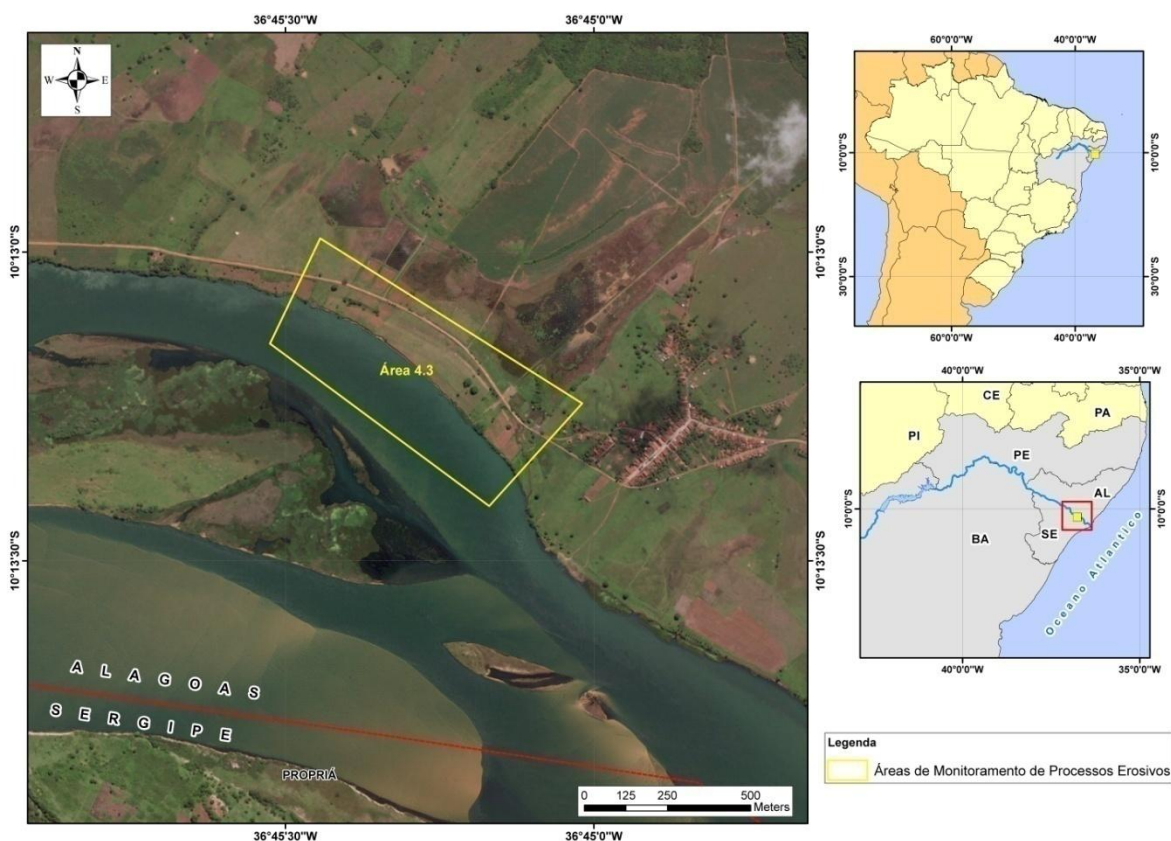 36°45'30"W
36°45'0"W
N
W
E
S
10°13'0"S
10°13'0"S
Área 4.3
10°13'30"S
10°13'30"S
ALAGOAS
SERGIPE
PROPRIÁ
0 125 250 500
Meters
36°45'30"W
36°45'0"W
60°0'0"W
40°0'0"W
10°0'0"S
10°0'0"S
30°0'0"S
30°0'0"S
60°0'0"W
40°0'0"W
40°0'0"W
35°0'0"W
CE
PA
PI
PE
AL
10°0'0"S
10°0'0"S
SE
BA
Oceano Atlantico
40°0'0"W
35°0'0"W
Legenda
Áreas de Monitoramento de Processos Erosivos